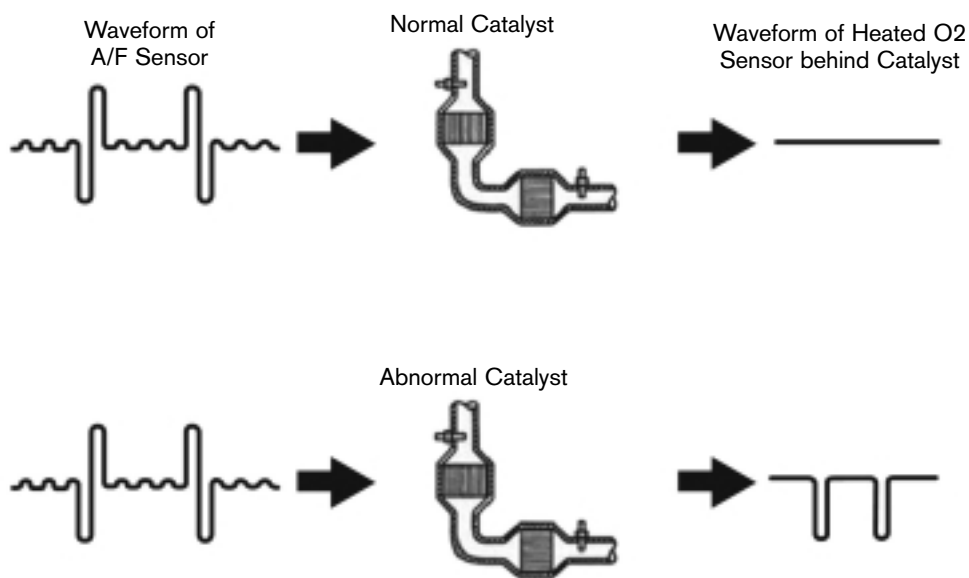 Waveform of
A/F Sensor
Normal Catalyst
Waveform of Heated O2
Sensor behind Catalyst
Abnormal Catalyst